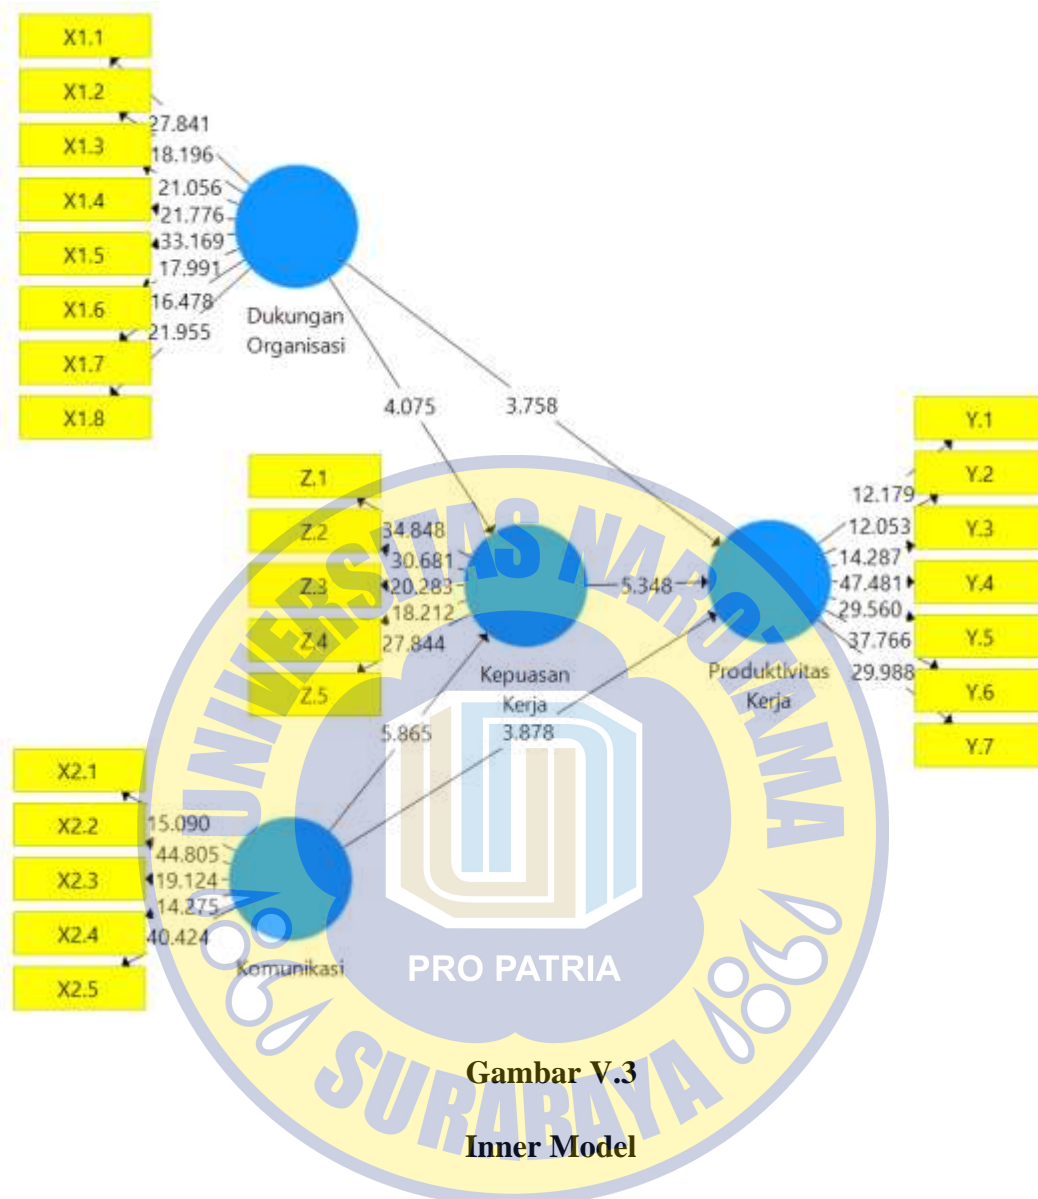 X1.1
X1.2
X1.3
X1.4
X1.5
X1.6
X1.7
X1.8
27.841
18.196
21.056
21.776
33.169
17.991
16.478
21.955
Dukungan
Organisasi
4.075
3.758
Z.1
Z.2
Z.3
Z.4
Z.5
34.848
30.681
20.283
18.212
27.844
Kepuasan
Kerja
5.348
5.865
3.878
Produktivitas
Kerja
12.179
12.053
14.287
47.481
29.560
37.766
29.988
Y.1
Y.2
Y.3
Y.4
Y.5
Y.6
Y.7
X2.1
X2.2
X2.3
X2.4
X2.5
15.090
44.805
19.124
14.275
40.424
Komunikasi
UNIVERSITAS NAROTAMA
PRO PATRIA
SURABAYA
Gambar V.3
Inner Model